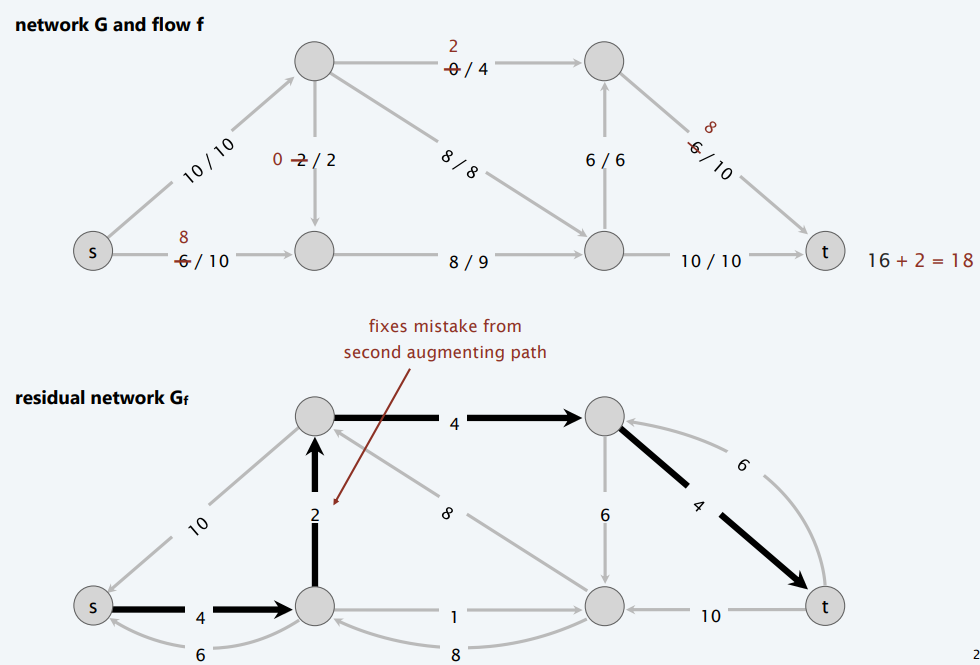 network G and flow f
2
0 / 4
8
6 / 10
10 / 10
0 2 / 2
8 / 8
6 / 6
8
s
6 / 10
8 / 9
10 / 10
t
16 + 2 = 18
fixes mistake from
second augmenting path
residual network Gf
4
6
10
2
8
6
4
s
4
1
10
t
6
8
2